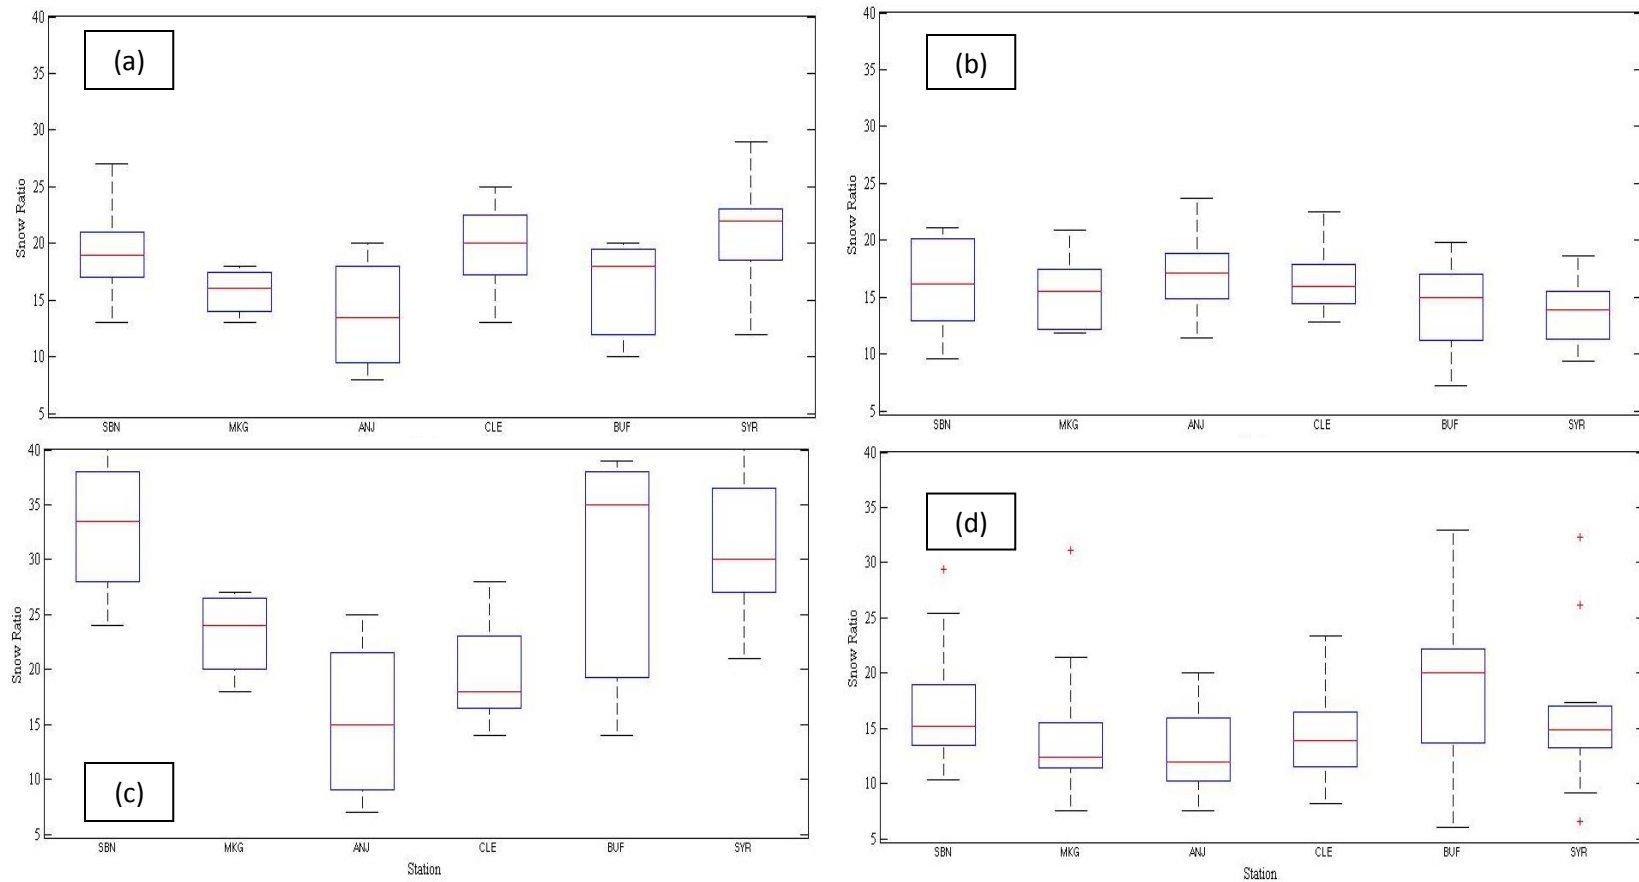 (a)
40
35
30
25
20
15
10
5
Snow Ratio
SBN MKG ANJ CLE BUF SYR
(b)
40
35
30
25
20
15
10
5
Snow Ratio
SBN MKG ANJ CLE BUF SYR
(c)
40
35
30
25
20
15
10
5
Snow Ratio
SBN MKG ANJ CLE BUF SYR
Station
(d)
40
35
30
25
20
15
10
5
Snow Ratio
SBN MKG ANJ CLE BUF SYR
Station